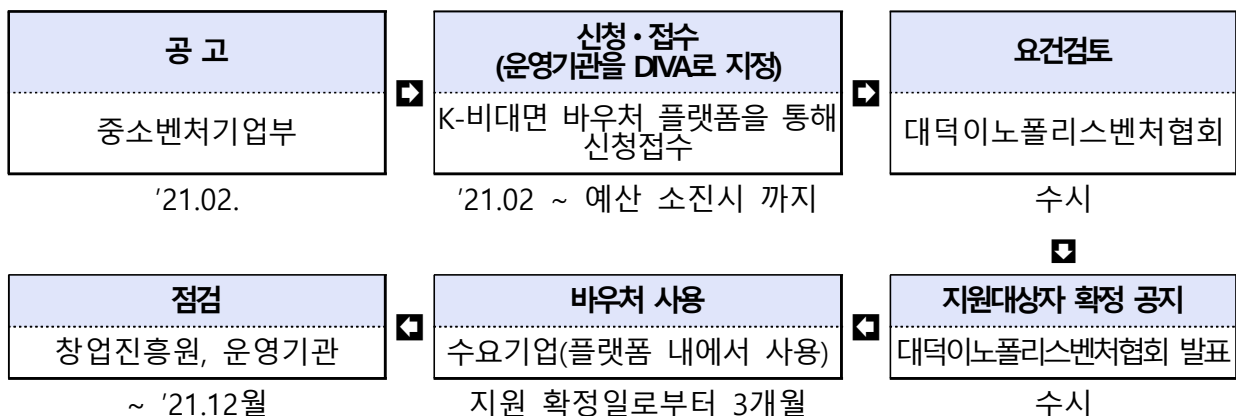 공 고
중소벤처기업부
'21.02.
신청・접수
(운영기관을 DIVA로 지정)
K-비대면 바우처 플랫폼을 통해
신청접수
'21.02 ~ 예산 소진시 까지
요건검토
대덕이노폴리스벤처협회
수시
지원대상자 확정 공지
대덕이노폴리스벤처협회 발표
수시
바우처 사용
수요기업(플랫폼 내에서 사용)
지원 확정일로부터 3개월
점검
창업진흥원, 운영기관
~ '21.12월